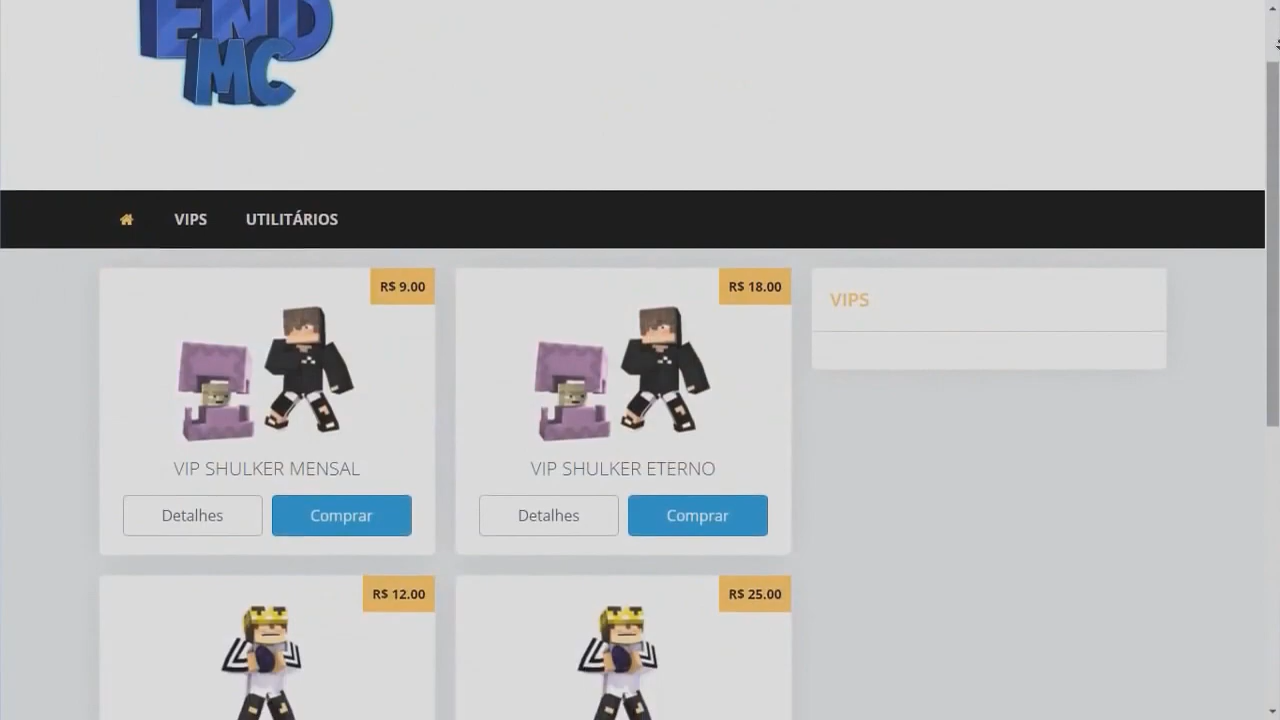 END
MC
VIPS
UTILITÁRIOS
R$ 9.00
R$ 18.00
VIPS
VIP SHULKER MENSAL
VIP SHULKER ETERNO
Detalhes
Comprar
Detalhes
Comprar
R$ 12.00
R$ 25.00